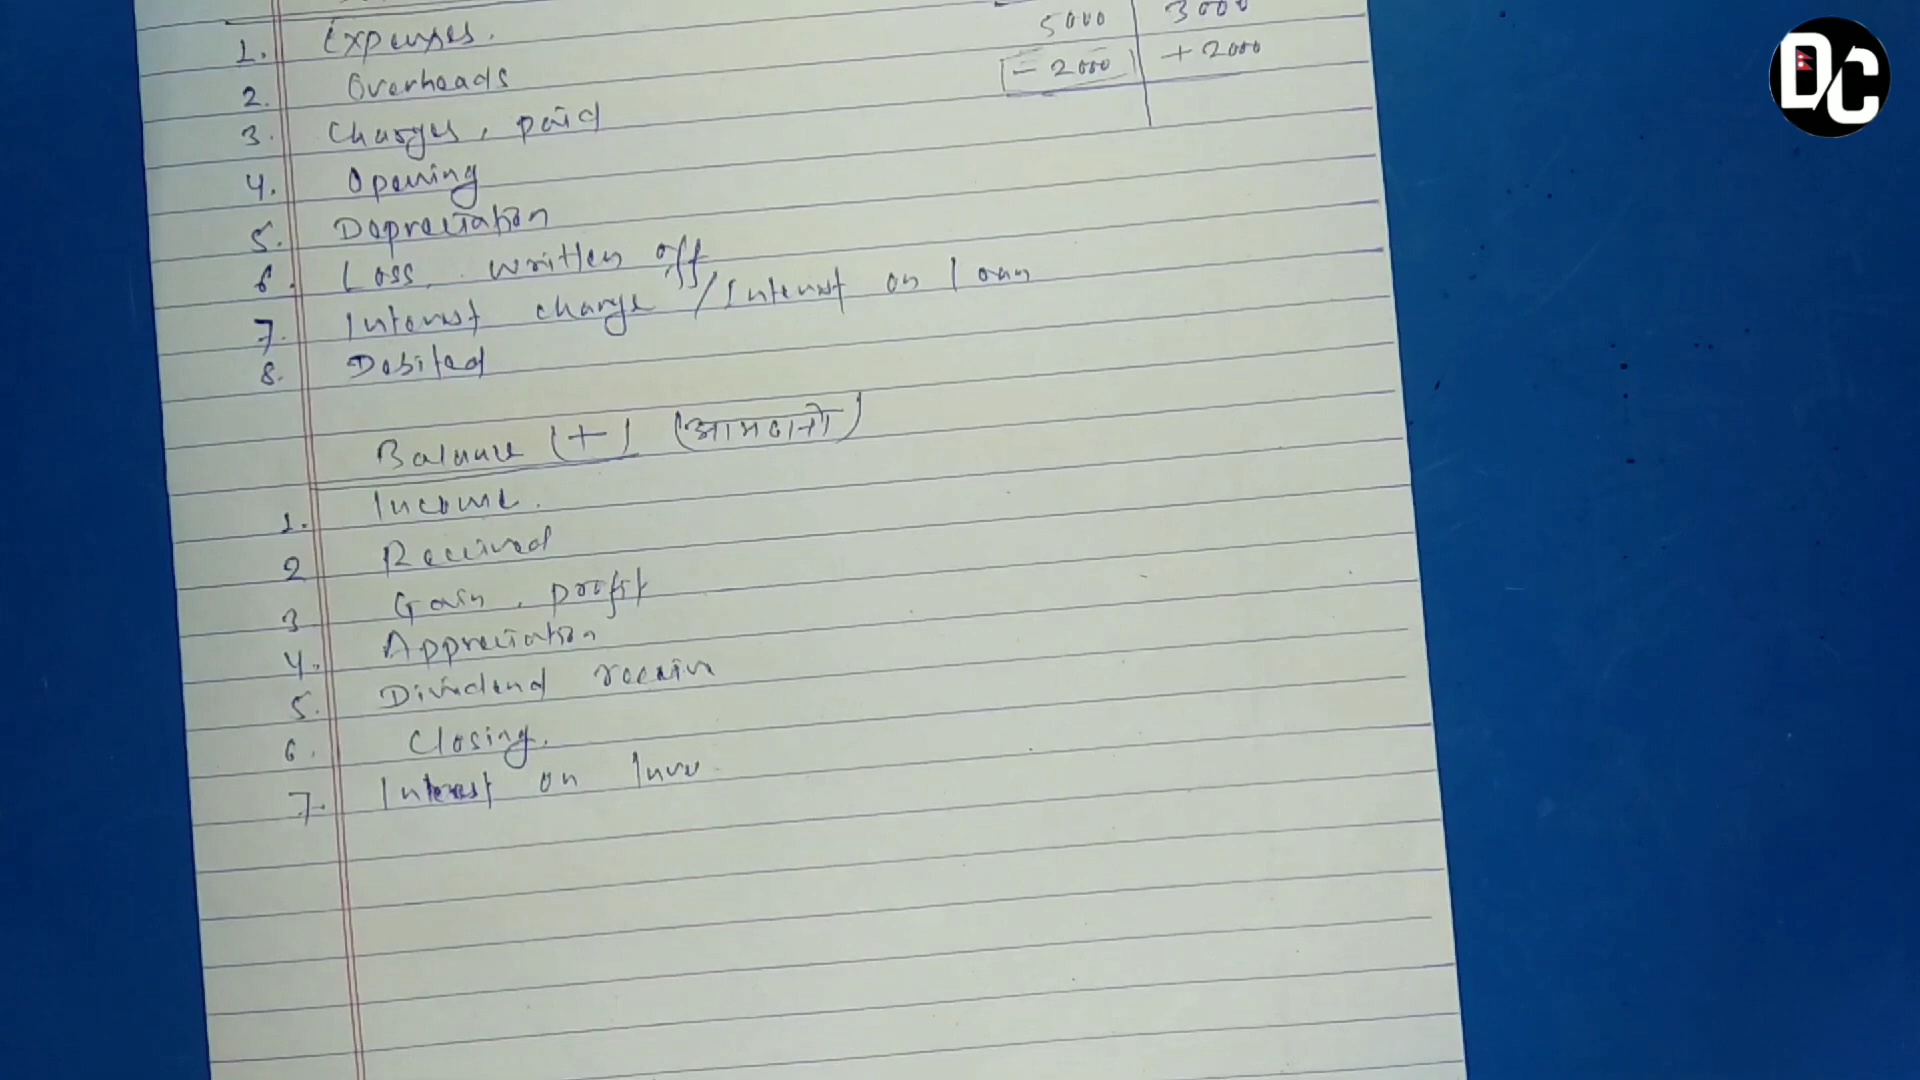 5000 3000
1. Expenses.
- 2000 + 2000
2. Overheads
3. Charges, paid
4. Opening
5. Depreciation
6. Loss, written off
7. Interest charge / Interest on loan
8. Debited
Balance (+) (आमदानी)
1. Income.
2 Received
3 Gain, profit
4. Appreciation
5. Dividend receive
6. Closing.
7. Interest on Inve
DC